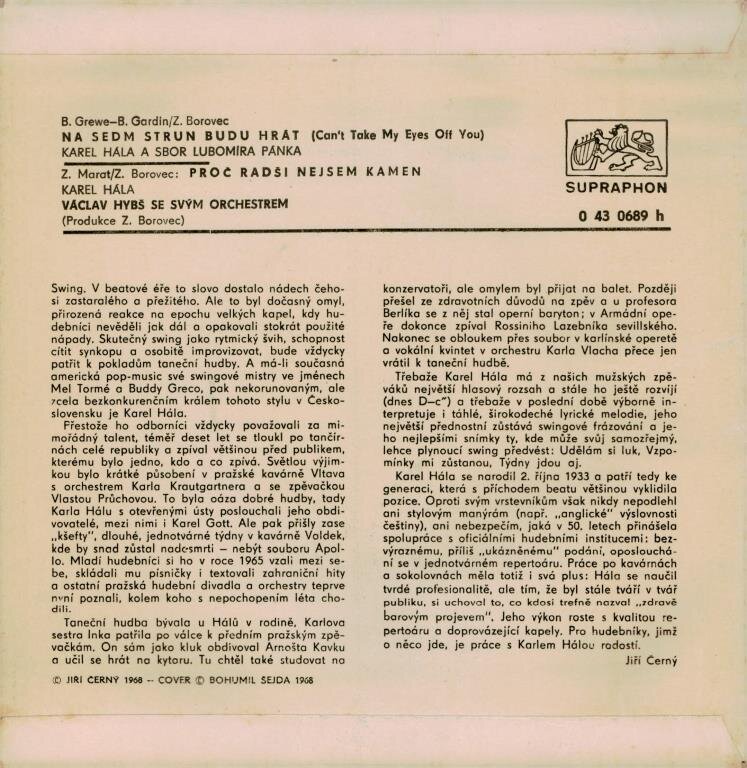 B. Grewe–B. Gardin/Z. Borovec
NA SEDM STRUN BUDU HRÁT (Can't Take My Eyes Off You)
KAREL HÁLA A SBOR LUBOMÍRA PÁNKA
Z. Marat/Z. Borovec: PROČ RADŠI NEJSEM KÁMEN
KAREL HÁLA
VÁCLAV HYBŠ SE SVÝM ORCHESTREM
(Produkce Z. Borovec)
SUPRAPHON
0 43 0689 h
Swing. V beatové éře to slovo dostalo nádech čeho-
si zastaralého a přežitého. Ale to byl dočasný omyl,
přirozená reakce na epochu velkých kapel, kdy hu-
debníci nevěděli jak dál a opakovali stokrát použité
nápady. Skutečný swing jako rytmický švih, schopnost
cítit synkopu a osobitě improvizovat, bude vždycky
patřit k pokladům taneční hudby. A má-li současná
americká pop-music své swingové mistry ve jménech
Mel Tormé a Buddy Greco, pak nekorunovaným, ale
zcela bezkonkurenčním králem tohoto stylu v Česko-
slovensku je Karel Hála.
Přestože ho odborníci vždycky považovali za mi-
mořádný talent, téměř deset let se tloukl po tančír-
nách celé republiky a zpíval většinou před publikem,
kterému bylo jedno, kdo a co zpívá. Světlou výjim-
kou bylo krátké působení v pražské kavárně Vltava
s orchestrem Karla Krautgartnera a se zpěvačkou
Vlastou Průchovou. To byla oáza dobré hudby, tady
Karla Hálu s otevřenými ústy poslouchali jeho obdi-
vovatelé, mezi nimi i Karel Gott. Ale pak přišly zase
„kšefty", dlouhé, jednotvárné týdny v kavárně Valdek,
kde by snad zůstal nadosmrti – nebýt souboru Apol-
lo. Mladí hudebníci si ho v roce 1965 vzali mezi se-
be, skládali mu písničky i textovali zahraniční hity
a ostatní pražská hudební divadla a orchestry teprve
nyní poznali, kolem koho s nepochopením léta cho-
dili.
Taneční hudba bývala u Hálů v rodině, Karlova
sestra Inka patřila po válce k předním pražským zpě-
vačkám. On sám jako kluk obdivoval Arnošta Kavku
a učil se hrát na kytaru. Tu chtěl také studovat na
konzervatoři, ale omylem byl přijat na balet. Později
přešel ze zdravotních důvodů na zpěv a u profesora
Berlíka se z něj stal operní baryton; v Armádní ope-
ře dokonce zpíval Rossiniho Lazebníka sevillského.
Nakonec se obloukem přes soubor v karlínské operetě
a vokální kvintet v orchestru Karla Vlacha přece jen
vrátil k taneční hudbě.
Třebaže Karel Hála má z našich mužských zpě-
váků největší hlasový rozsah a stále ho ještě rozvíjí
(dnes D–c″) a třebaže v poslední době výborně in-
terpretuje i táhlé, širokodeché lyrické melodie, jeho
největší předností zůstává swingové frázování a je-
ho nejlepšími snímky ty, kde může svůj samozřejmý,
lehce plynoucí swing předvést: Udělám si luk, Vzpo-
mínky mi zůstanou, Týdny jdou aj.
Karel Hála se narodil 2. října 1933 a patří tedy ke
generaci, která s příchodem beatu většinou vyklidila
pozice. Oproti svým vrstevníkům však nikdy nepodlehl
ani stylovým manýrám (např. „anglické" výslovnosti
češtiny), ani nebezpečím, jaká v 50. letech přinášela
spolupráce s oficiálními hudebními institucemi: bez-
výraznému, příliš „ukázněnému" podání, oposlouchá-
ní se v jednotvárném repertoáru. Práce po kavárnách
a sokolovnách měla totiž i svá plus: Hála se naučil
tvrdé profesionalitě, ale tím, že byl stále tváří v tvář
publiku, si uchoval to, co kdosi trefně nazval „zdravě
barovým projevem". Jeho výkon roste s kvalitou re-
pertoáru a doprovázející kapely. Pro hudebníky, jimž
o něco jde, je práce s Karlem Hálou radostí.
Jiří Černý
© JIŘÍ ČERNÝ 1968 – COVER © BOHUMIL ŠEJDA 1968